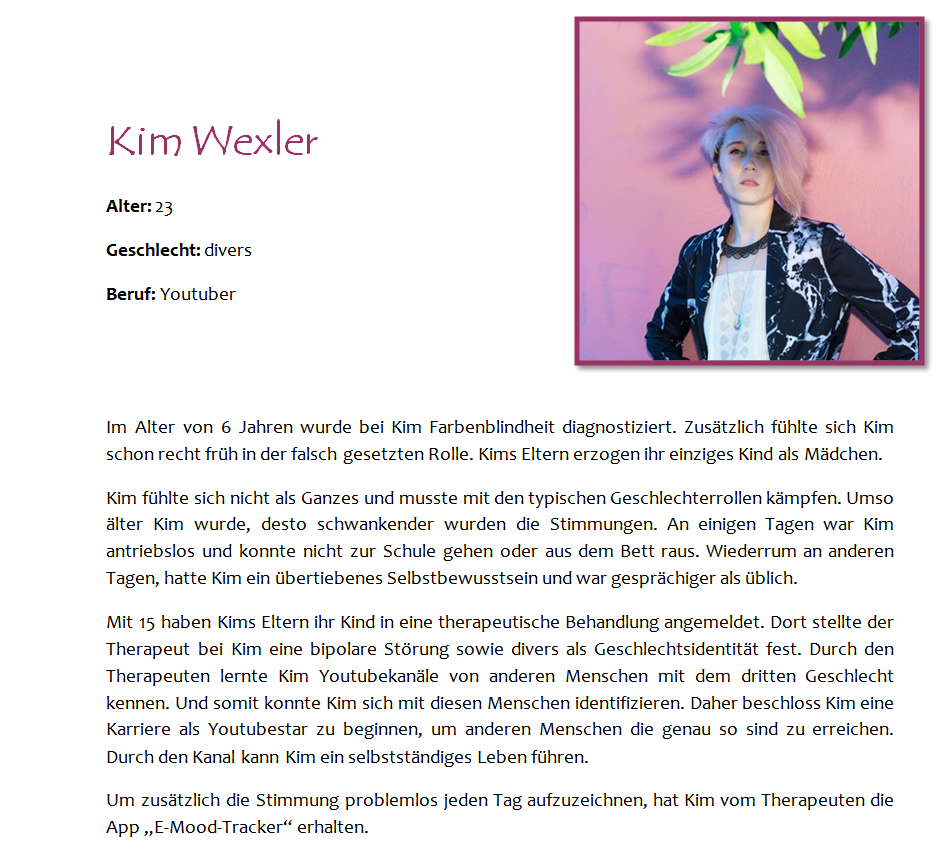 Kim Wexler
Alter: 23
Geschlecht: divers
Beruf: Youtuber
Im Alter von 6 Jahren wurde bei Kim Farbenblindheit diagnostiziert. Zusätzlich fühlte sich Kim
schon recht früh in der falsch gesetzten Rolle. Kims Eltern erzogen ihr einziges Kind als Mädchen.
Kim fühlte sich nicht als Ganzes und musste mit den typischen Geschlechterrollen kämpfen. Umso
älter Kim wurde, desto schwankender wurden die Stimmungen. An einigen Tagen war Kim
antriebslos und konnte nicht zur Schule gehen oder aus dem Bett raus. Wiederrum an anderen
Tagen, hatte Kim ein übertiebenes Selbstbewusstsein und war gesprächiger als üblich.
Mit 15 haben Kims Eltern ihr Kind in eine therapeutische Behandlung angemeldet. Dort stellte der
Therapeut bei Kim eine bipolare Störung sowie divers als Geschlechtsidentität fest. Durch den
Therapeuten lernte Kim Youtubekanäle von anderen Menschen mit dem dritten Geschlecht
kennen. Und somit konnte Kim sich mit diesen Menschen identifizieren. Daher beschloss Kim eine
Karriere als Youtubestar zu beginnen, um anderen Menschen die genau so sind zu erreichen.
Durch den Kanal kann Kim ein selbstständiges Leben führen.
Um zusätzlich die Stimmung problemlos jeden Tag aufzuzeichnen, hat Kim vom Therapeuten die
App „E-Mood-Tracker“ erhalten.